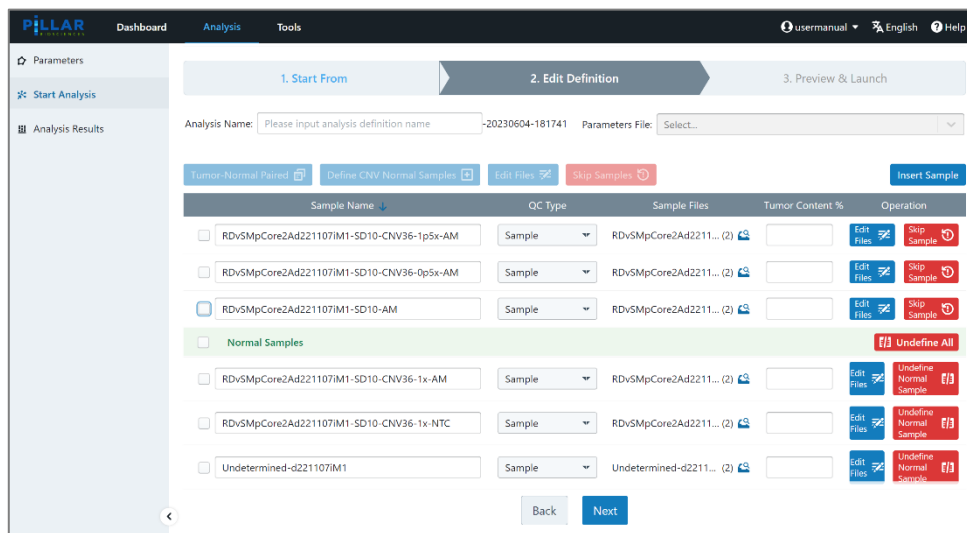 PiLLAR Dashboard Analysis Tools usermanual English Help
BIOSCIENCES
Parameters
Start Analysis
Analysis Results
1. Start From 2. Edit Definition 3. Preview & Launch
Analysis Name: Please input analysis definition name -20230604-181741 Parameters File: Select...
Tumor-Normal Paired Define CNV Normal Samples Edit Files Skip Samples Insert Sample
Sample Name QC Type Sample Files Tumor Content % Operation
RDvSMpCore2Ad221107iM1-SD10-CNV36-1p5x-AM Sample RDvSMpCore2Ad2211... (2) Edit Files Skip Sample
RDvSMpCore2Ad221107iM1-SD10-CNV36-0p5x-AM Sample RDvSMpCore2Ad2211... (2) Edit Files Skip Sample
RDvSMpCore2Ad221107iM1-SD10-AM Sample RDvSMpCore2Ad2211... (2) Edit Files Skip Sample
Normal Samples Undefine All
RDvSMpCore2Ad221107iM1-SD10-CNV36-1x-AM Sample RDvSMpCore2Ad2211... (2) Edit Files Undefine Normal Sample
RDvSMpCore2Ad221107iM1-SD10-CNV36-1x-NTC Sample RDvSMpCore2Ad2211... (2) Edit Files Undefine Normal Sample
Undetermined-d221107iM1 Sample Undetermined-d2211... (2) Edit Files Undefine Normal Sample
Back Next